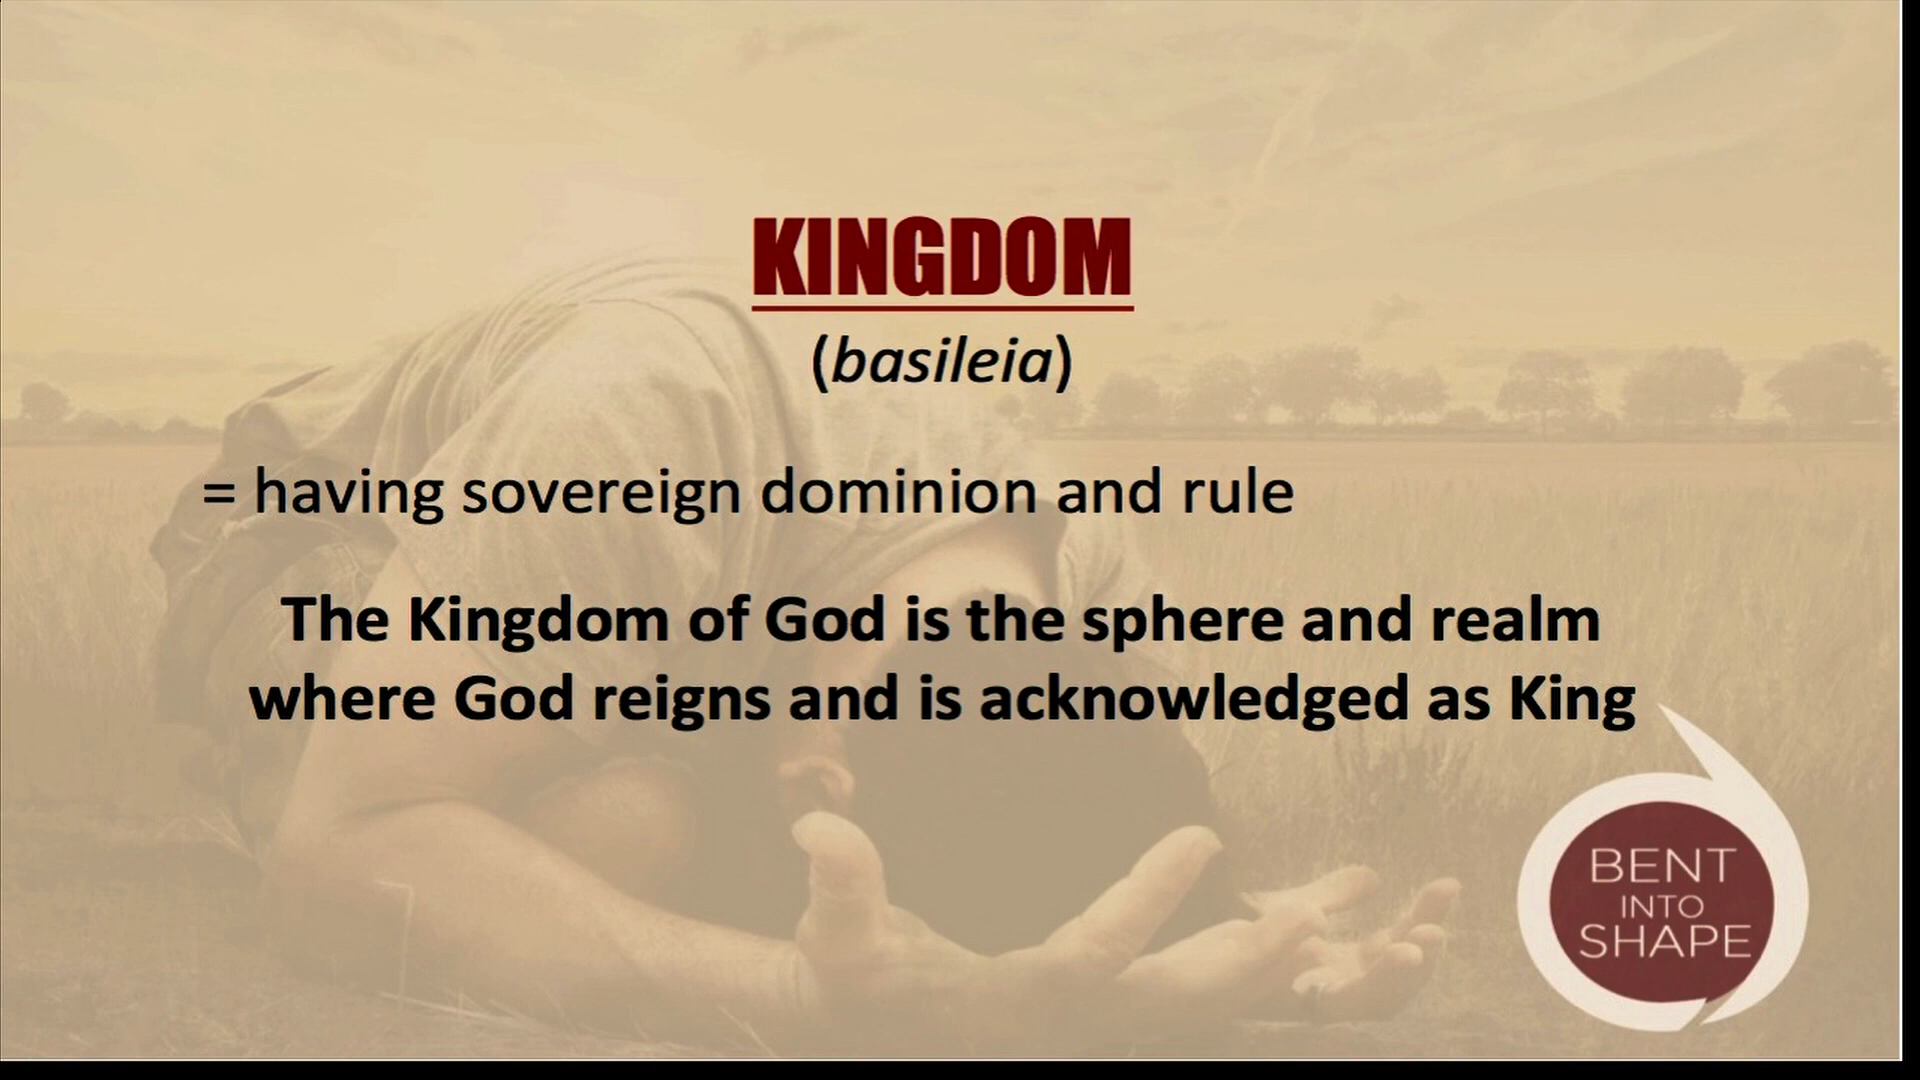 KINGDOM
(basileia)
= having sovereign dominion and rule
The Kingdom of God is the sphere and realm
where God reigns and is acknowledged as King
BENT
INTO
SHAPE